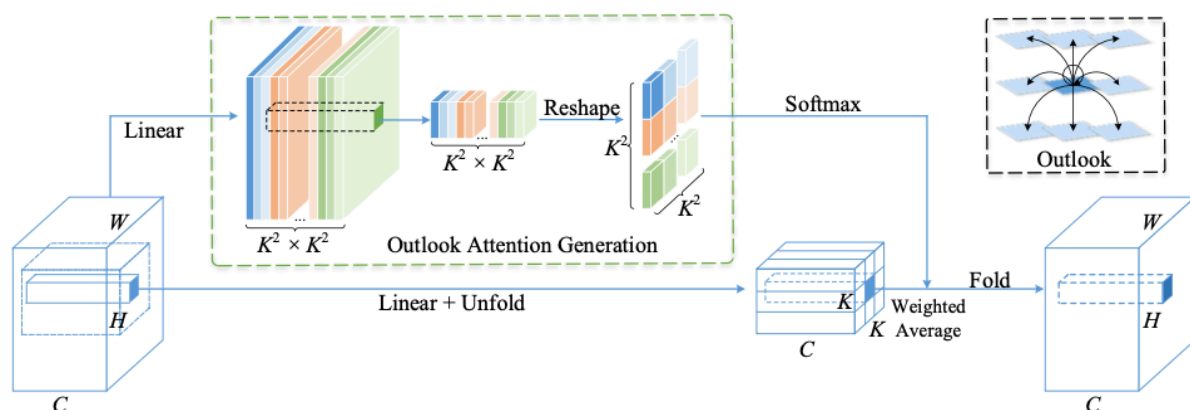 Linear
...
K² × K²
...
K² × K²
Reshape
K²
...
K²
Outlook Attention Generation
Softmax
Outlook
W
H
C
Linear + Unfold
K
K
C
Weighted
Average
Fold
W
H
C